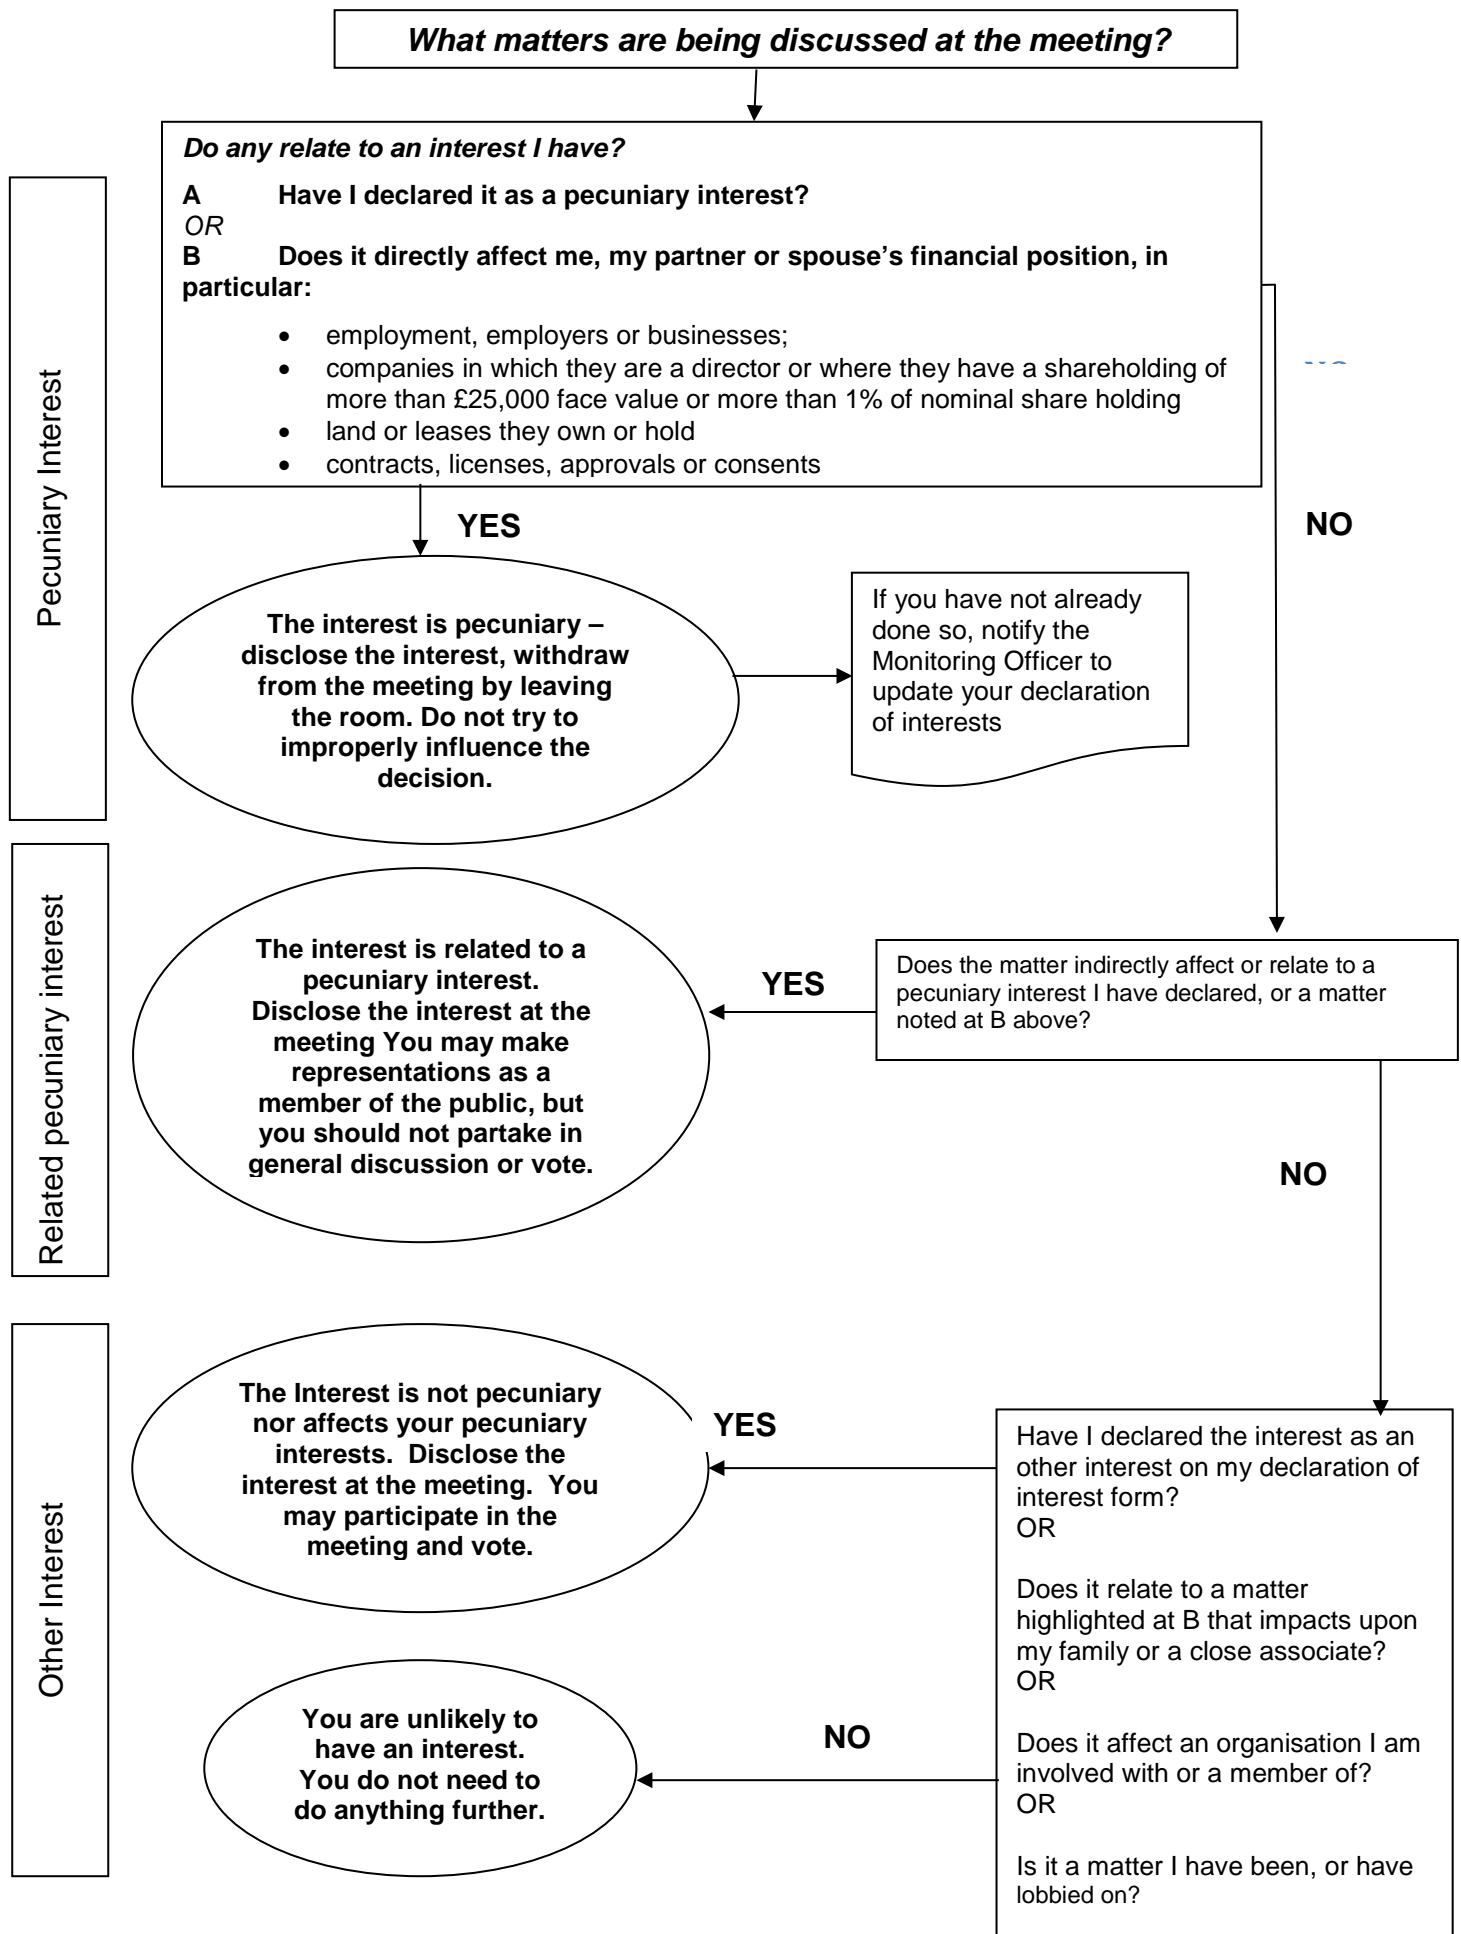 What matters are being discussed at the meeting?
Do any relate to an interest I have?
A Have I declared it as a pecuniary interest?
OR
B Does it directly affect me, my partner or spouse's financial position, in
particular:
• employment, employers or businesses;
• companies in which they are a director or where they have a shareholding of
more than £25,000 face value or more than 1% of nominal share holding
• land or leases they own or hold
• contracts, licenses, approvals or consents
Pecuniary Interest
YES
NO
The interest is pecuniary –
disclose the interest, withdraw
from the meeting by leaving
the room. Do not try to
improperly influence the
decision.
If you have not already
done so, notify the
Monitoring Officer to
update your declaration
of interests
Related pecuniary interest
The interest is related to a
pecuniary interest.
Disclose the interest at the
meeting You may make
representations as a
member of the public, but
you should not partake in
general discussion or vote.
YES
Does the matter indirectly affect or relate to a
pecuniary interest I have declared, or a matter
noted at B above?
NO
Other Interest
The Interest is not pecuniary
nor affects your pecuniary
interests. Disclose the
interest at the meeting. You
may participate in the
meeting and vote.
YES
Have I declared the interest as an
other interest on my declaration of
interest form?
OR
Does it relate to a matter
highlighted at B that impacts upon
my family or a close associate?
OR
Does it affect an organisation I am
involved with or a member of?
OR
Is it a matter I have been, or have
lobbied on?
NO
You are unlikely to
have an interest.
You do not need to
do anything further.